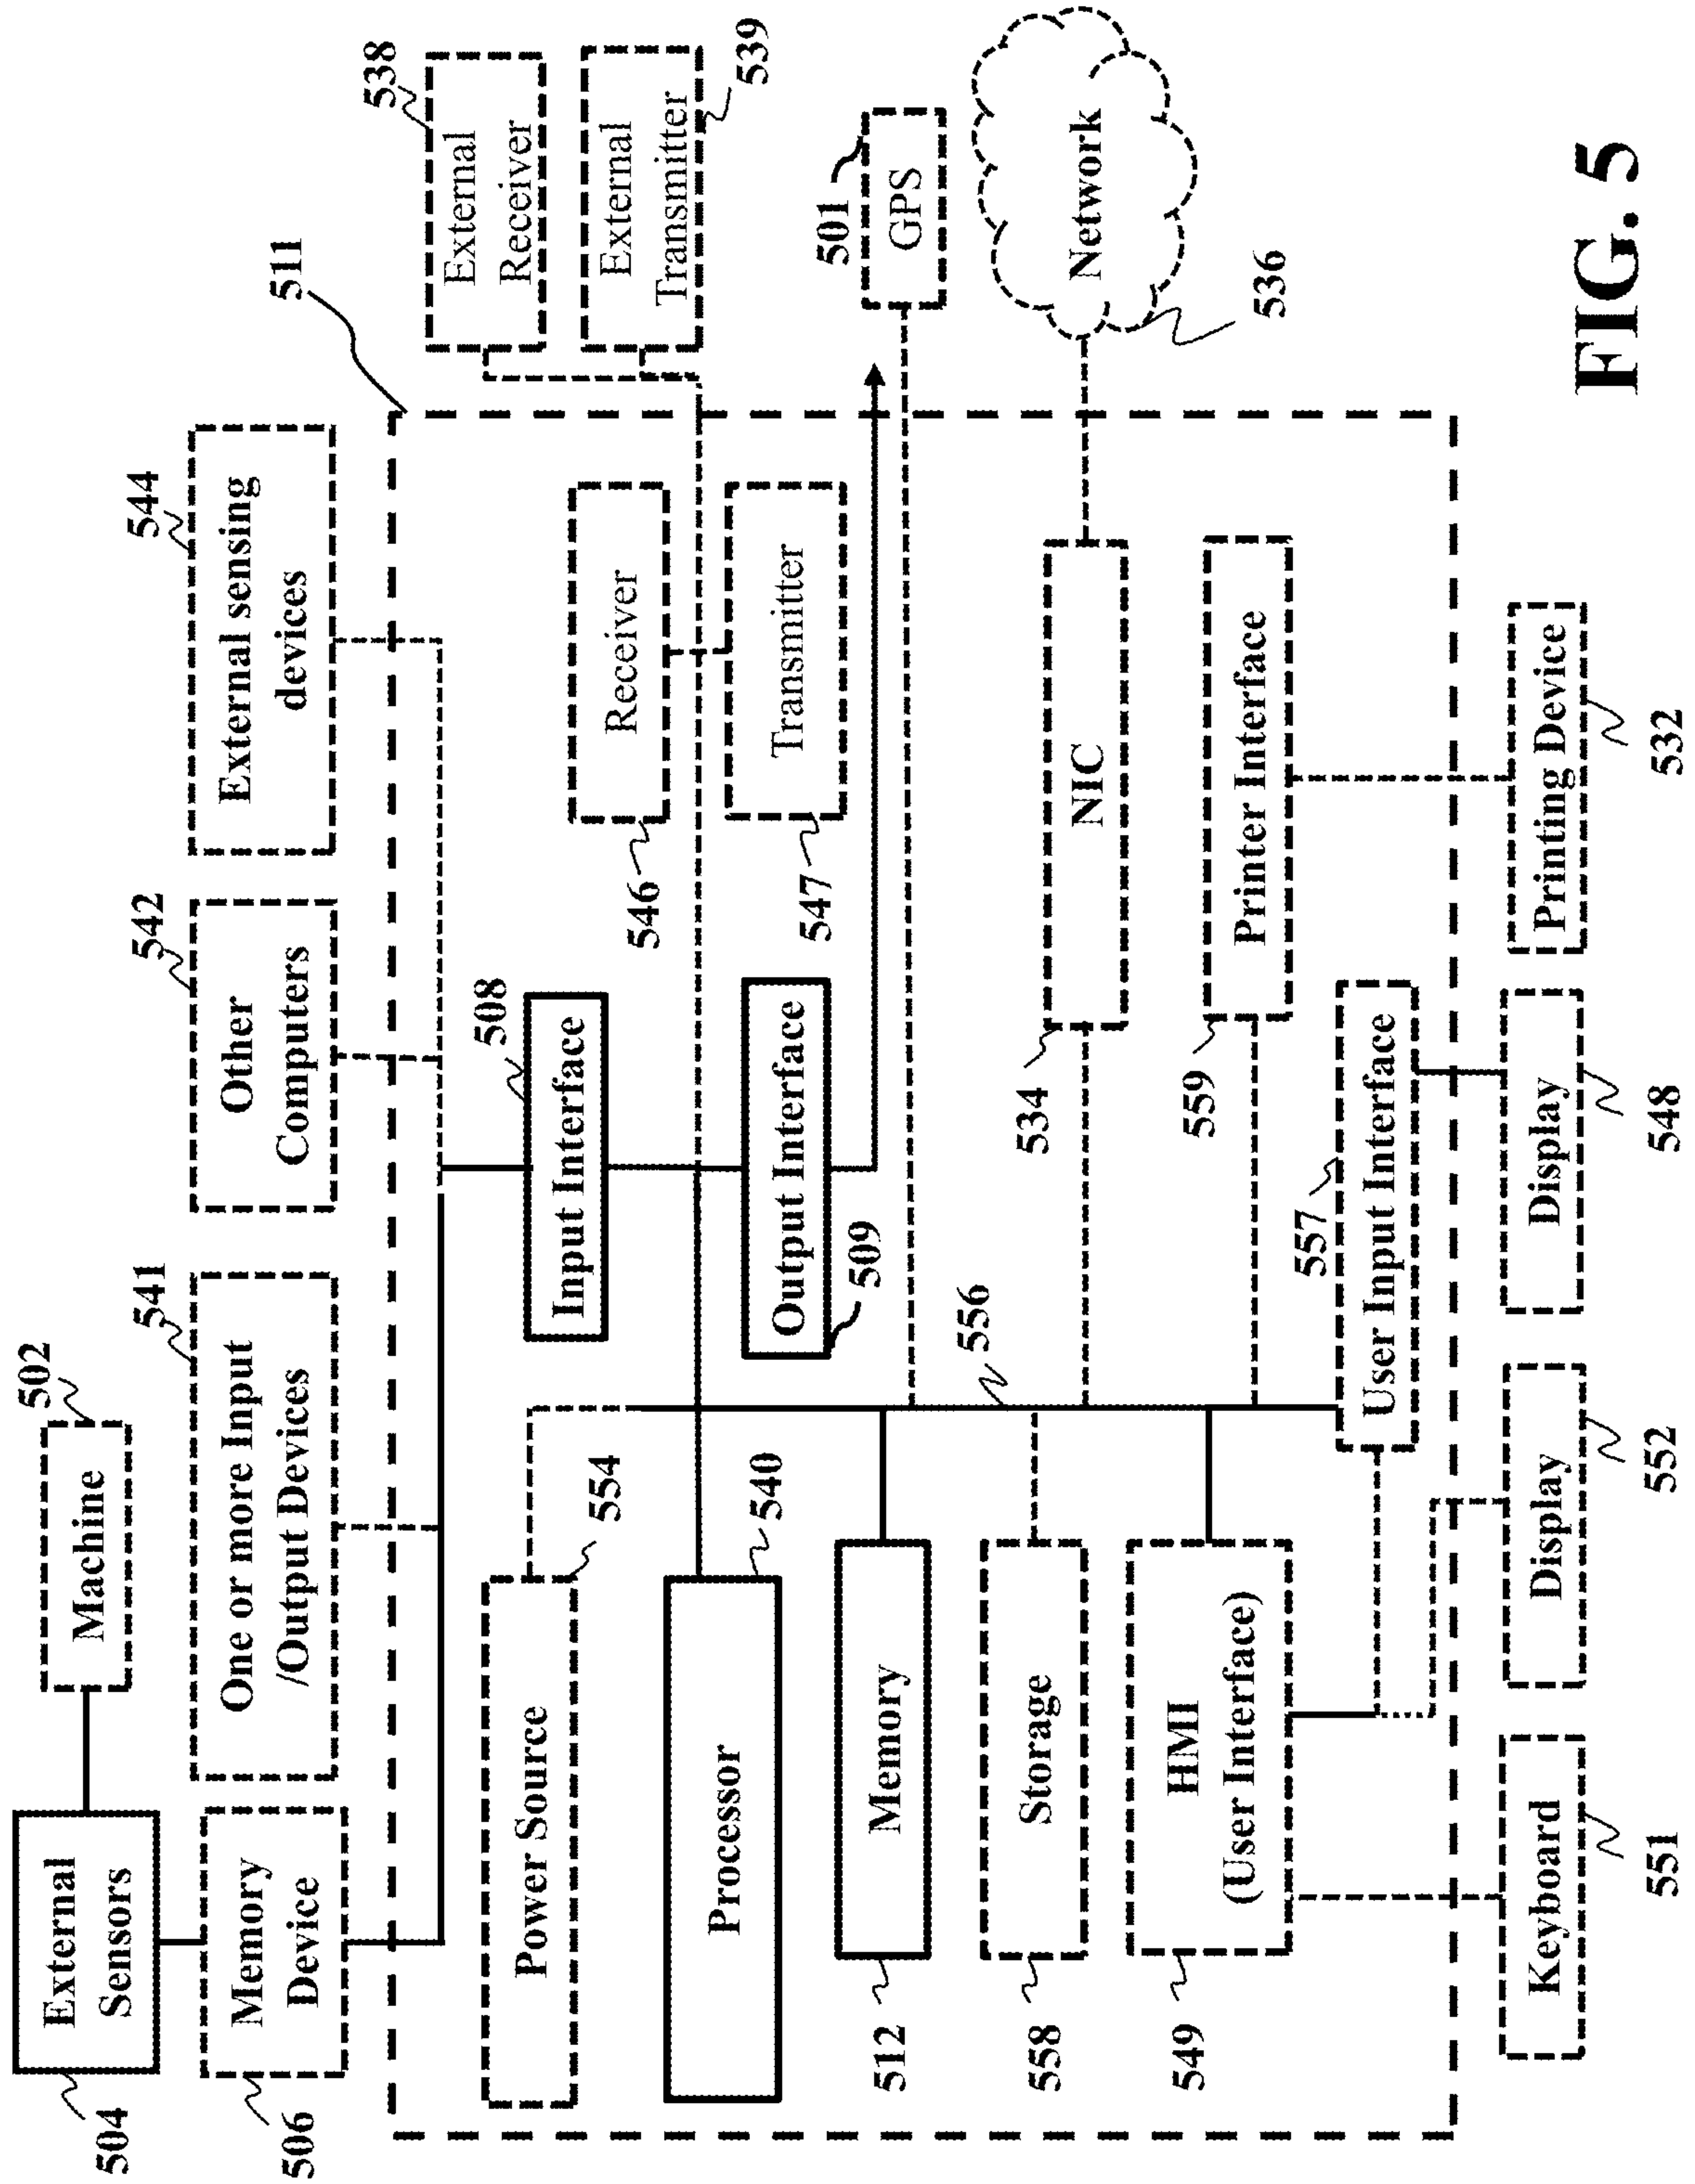 504
External
Sensors
Machine
502
506
Memory
Device
One or more Input
/Output Devices
541
Other
Computers
542
External sensing
devices
544
511
Power Source
554
Input Interface
508
Receiver
546
External
Receiver
538
Processor
540
Output Interface
509
Transmitter
547
External
Transmitter
539
512
Memory
GPS
501
558
Storage
556
534
NIC
Network
536
549
HMI
(User Interface)
559
Printer Interface
557
User Input Interface
Keyboard
551
Display
552
Display
548
Printing Device
532
FIG. 5